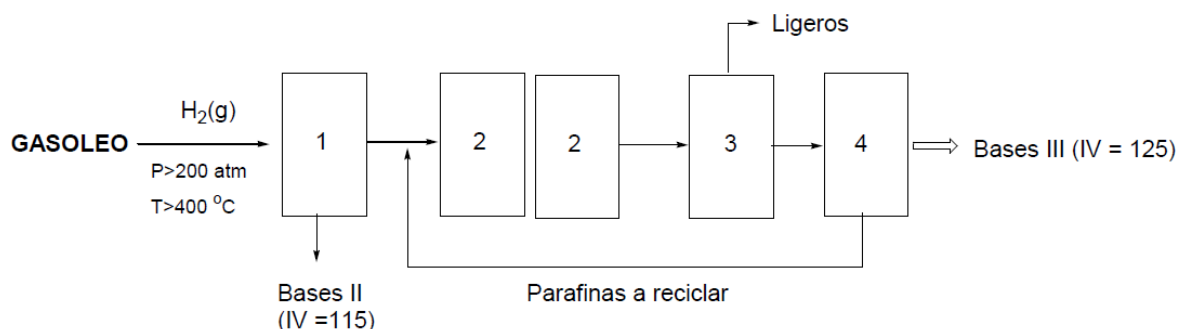 Ligeros
H2(g)
GASOLEO
P>200 atm
T>400 °C
1
2
2
3
4
Bases III (IV = 125)
Bases II
(IV =115)
Parafinas a reciclar